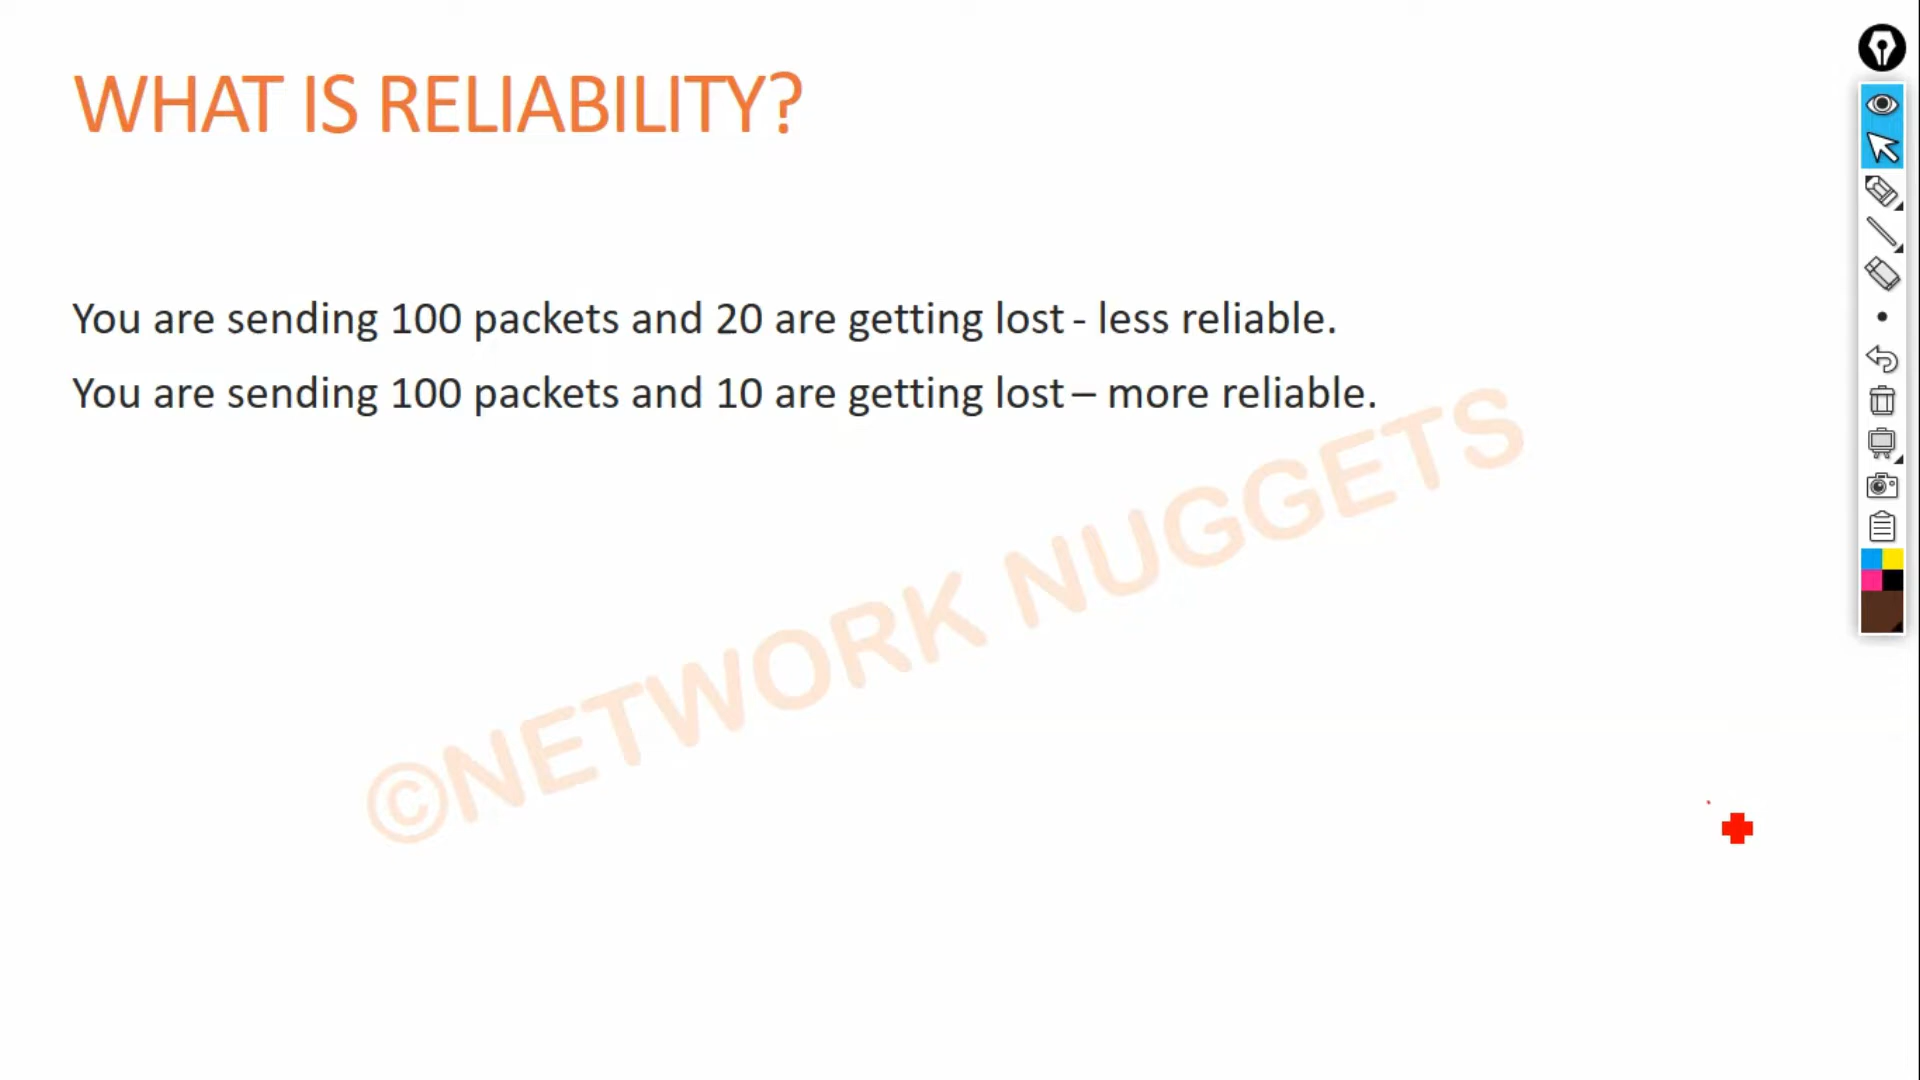 WHAT IS RELIABILITY?
You are sending 100 packets and 20 are getting lost - less reliable.
You are sending 100 packets and 10 are getting lost – more reliable.
©NETWORK NUGGETS